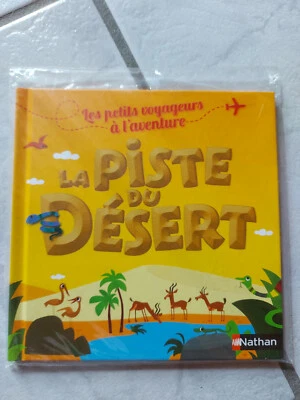 Les petits voyageurs
à l'aventure
LA PISTE
DU
DÉSERT
Nathan